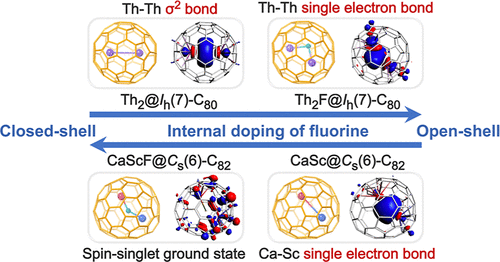 Th-Th σ² bond
Th-Th single electron bond
Th₂@Iₕ(7)-C₈₀
Th₂F@Iₕ(7)-C₈₀
Closed-shell
Internal doping of fluorine
Open-shell
CaScF@Cₛ(6)-C₈₂
CaSc@Cₛ(6)-C₈₂
Spin-singlet ground state
Ca-Sc single electron bond